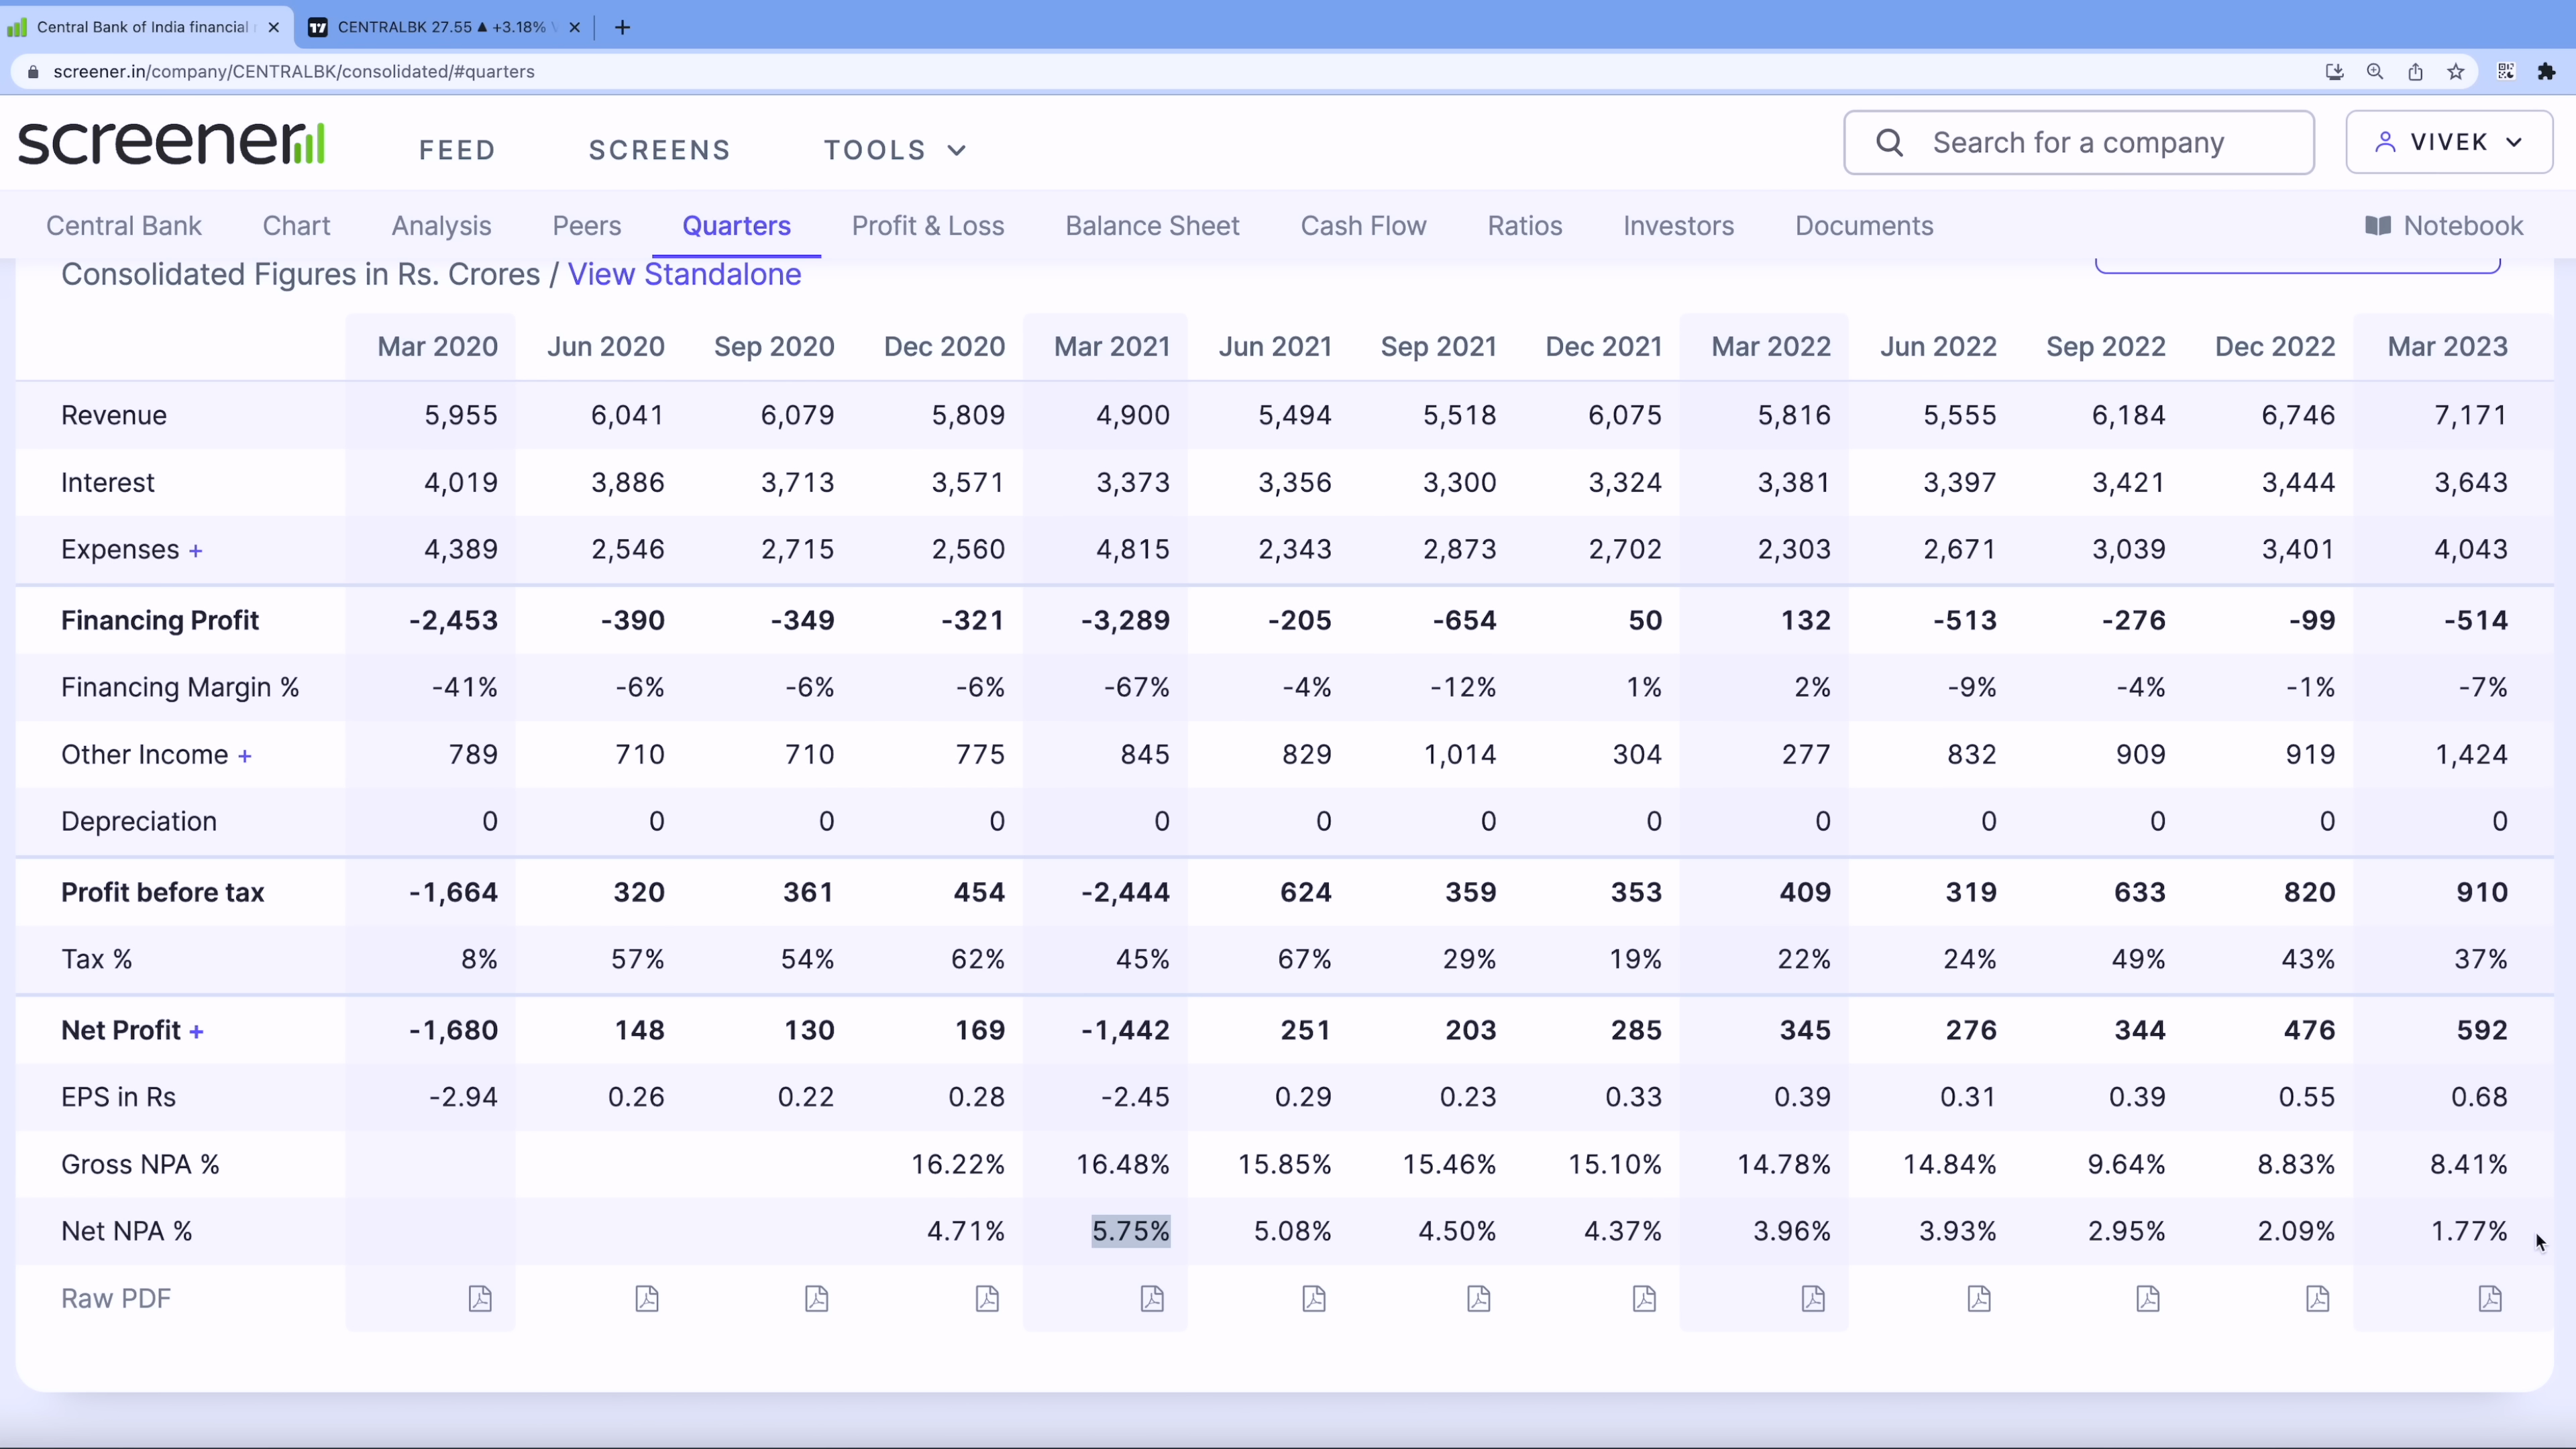 Central Bank of India financial
CENTRALBK 27.55 ▲ +3.18%
screener.in/company/CENTRALBK/consolidated/#quarters
screener FEED SCREENS TOOLS Search for a company VIVEK
Central Bank Chart Analysis Peers Quarters Profit & Loss Balance Sheet Cash Flow Ratios Investors Documents Notebook
Consolidated Figures in Rs. Crores / View Standalone
Mar 2020 Jun 2020 Sep 2020 Dec 2020 Mar 2021 Jun 2021 Sep 2021 Dec 2021 Mar 2022 Jun 2022 Sep 2022 Dec 2022 Mar 2023
Revenue 5,955 6,041 6,079 5,809 4,900 5,494 5,518 6,075 5,816 5,555 6,184 6,746 7,171
Interest 4,019 3,886 3,713 3,571 3,373 3,356 3,300 3,324 3,381 3,397 3,421 3,444 3,643
Expenses + 4,389 2,546 2,715 2,560 4,815 2,343 2,873 2,702 2,303 2,671 3,039 3,401 4,043
Financing Profit -2,453 -390 -349 -321 -3,289 -205 -654 50 132 -513 -276 -99 -514
Financing Margin % -41% -6% -6% -6% -67% -4% -12% 1% 2% -9% -4% -1% -7%
Other Income + 789 710 710 775 845 829 1,014 304 277 832 909 919 1,424
Depreciation 0 0 0 0 0 0 0 0 0 0 0 0 0
Profit before tax -1,664 320 361 454 -2,444 624 359 353 409 319 633 820 910
Tax % 8% 57% 54% 62% 45% 67% 29% 19% 22% 24% 49% 43% 37%
Net Profit + -1,680 148 130 169 -1,442 251 203 285 345 276 344 476 592
EPS in Rs -2.94 0.26 0.22 0.28 -2.45 0.29 0.23 0.33 0.39 0.31 0.39 0.55 0.68
Gross NPA % 16.22% 16.48% 15.85% 15.46% 15.10% 14.78% 14.84% 9.64% 8.83% 8.41%
Net NPA % 4.71% 5.75% 5.08% 4.50% 4.37% 3.96% 3.93% 2.95% 2.09% 1.77%
Raw PDF